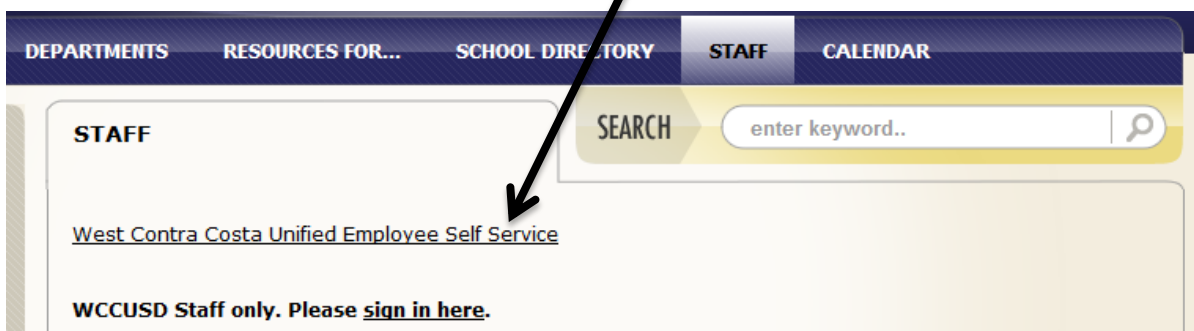 DEPARTMENTS RESOURCES FOR... SCHOOL DIRECTORY STAFF CALENDAR
STAFF
SEARCH enter keyword..
West Contra Costa Unified Employee Self Service
WCCUSD Staff only. Please sign in here.